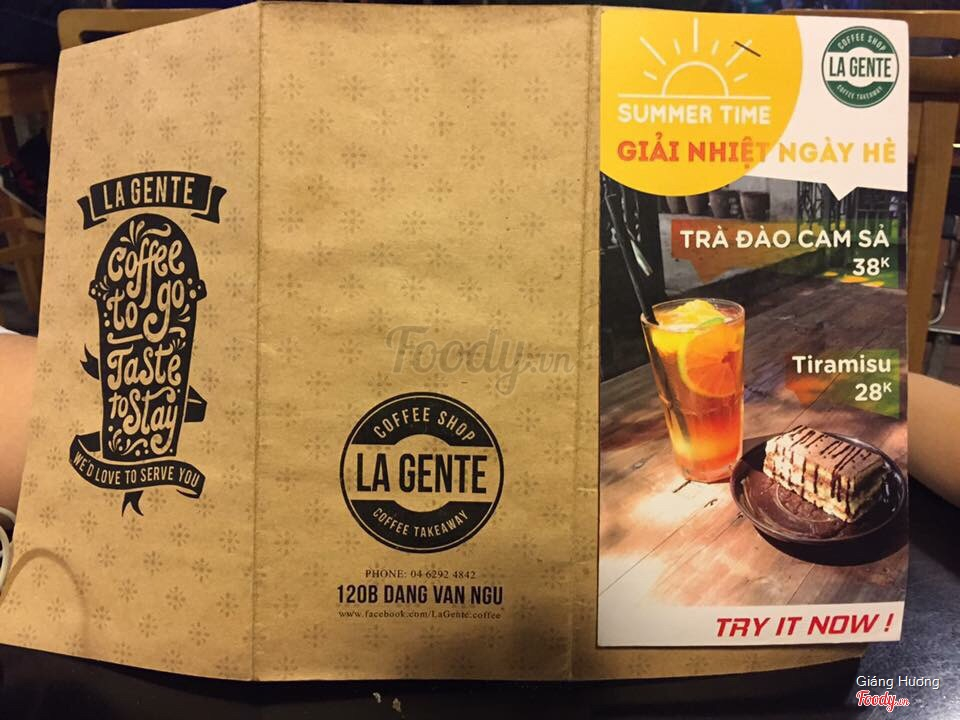 LA GENTE
Coffee
to go
Taste
to Stay
WE'D LOVE TO SERVE YOU
Foody.vn
COFFEE SHOP
LA GENTE
COFFEE TAKEAWAY
PHONE: 04 6292 4842
120B DANG VAN NGU
www.facebook.com/LaGente.coffee
SUMMER TIME
COFFEE SHOP
LA GENTE
COFFEE TAKEAWAY
GIẢI NHIỆT NGÀY HÈ
TRÀ ĐÀO CAM SẢ
38K
Tiramisu
28K
TRY IT NOW !
Giáng Hương
Foody.vn